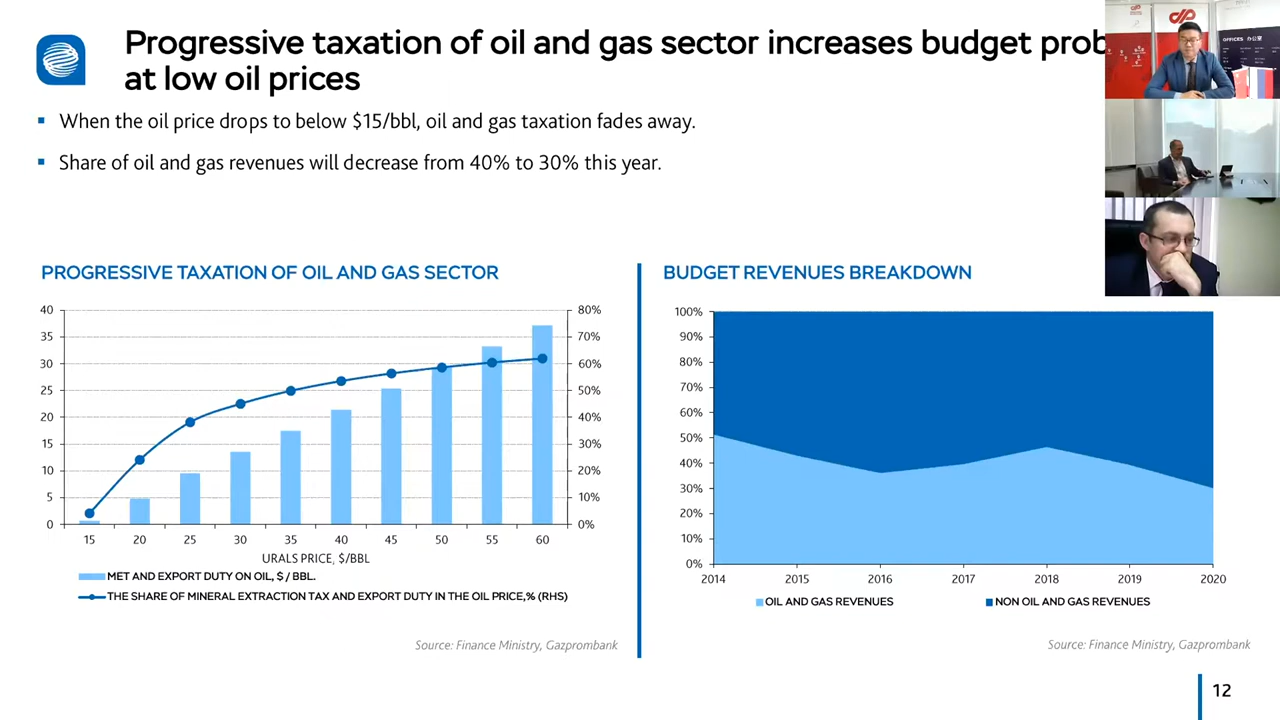 Progressive taxation of oil and gas sector increases budget prob
at low oil prices
When the oil price drops to below $15/bbl, oil and gas taxation fades away.
Share of oil and gas revenues will decrease from 40% to 30% this year.
OFFICES 办公室
PROGRESSIVE TAXATION OF OIL AND GAS SECTOR
40
35
30
25
20
15
10
5
0
80%
70%
60%
50%
40%
30%
20%
10%
0%
15 20 25 30 35 40 45 50 55 60
URALS PRICE, $/BBL
MET AND EXPORT DUTY ON OIL, $ / BBL.
THE SHARE OF MINERAL EXTRACTION TAX AND EXPORT DUTY IN THE OIL PRICE,% (RHS)
Source: Finance Ministry, Gazprombank
BUDGET REVENUES BREAKDOWN
100%
90%
80%
70%
60%
50%
40%
30%
20%
10%
0%
2014 2015 2016 2017 2018 2019 2020
OIL AND GAS REVENUES NON OIL AND GAS REVENUES
Source: Finance Ministry, Gazprombank
12